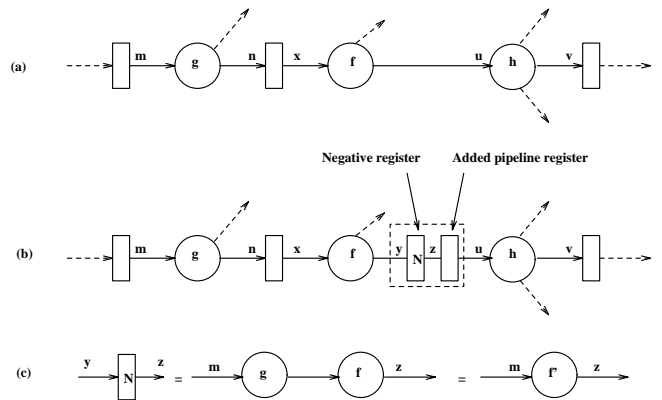 (a) m g n x f u h v
Negative register Added pipeline register
(b) m g n x f y N z u h v
(c) y N z = m g f z = m f' z